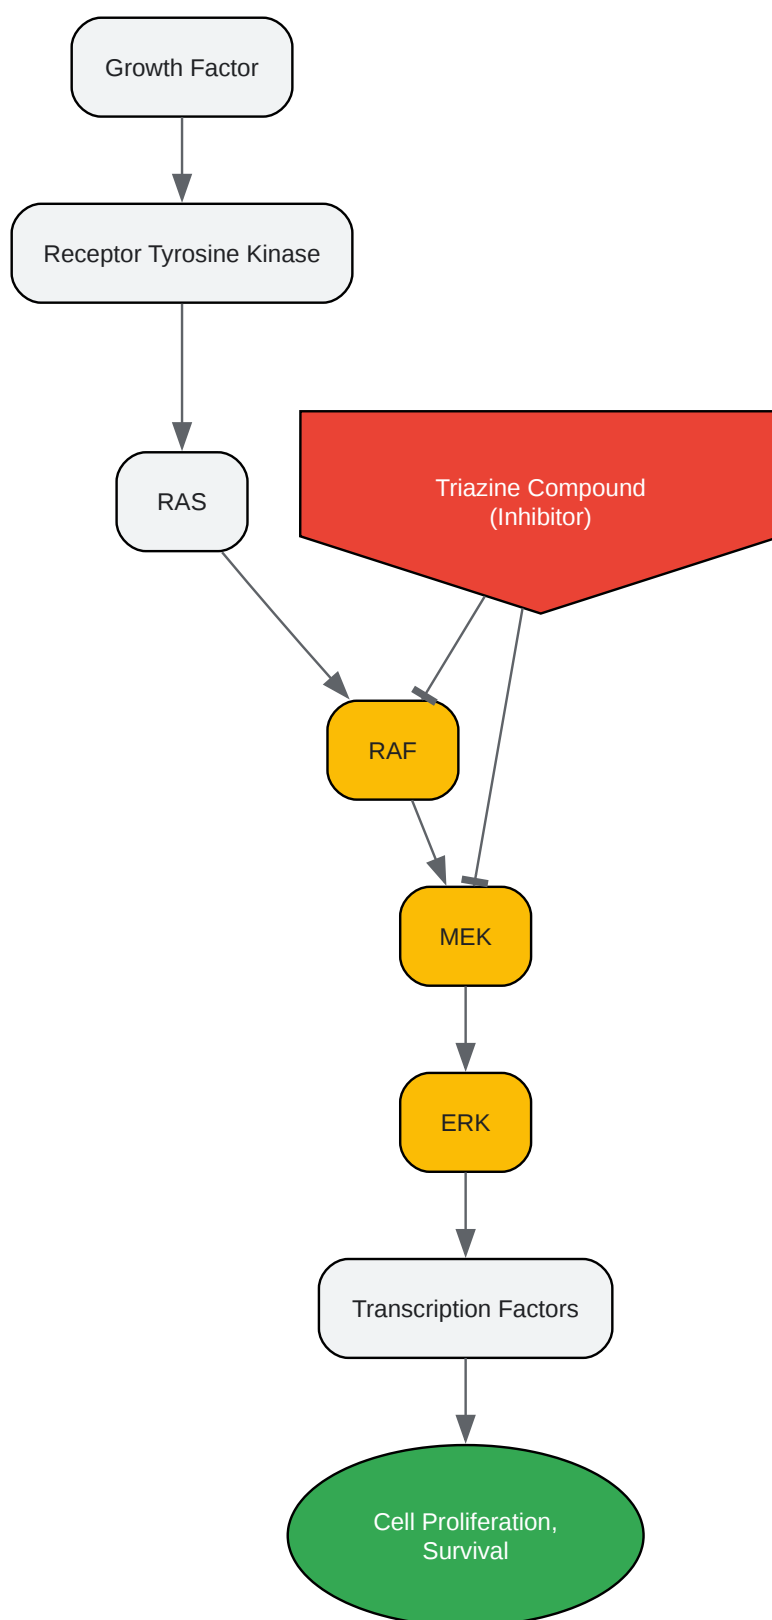 Growth Factor
Receptor Tyrosine Kinase
RAS
Triazine Compound
(Inhibitor)
RAF
MEK
ERK
Transcription Factors
Cell Proliferation,
Survival